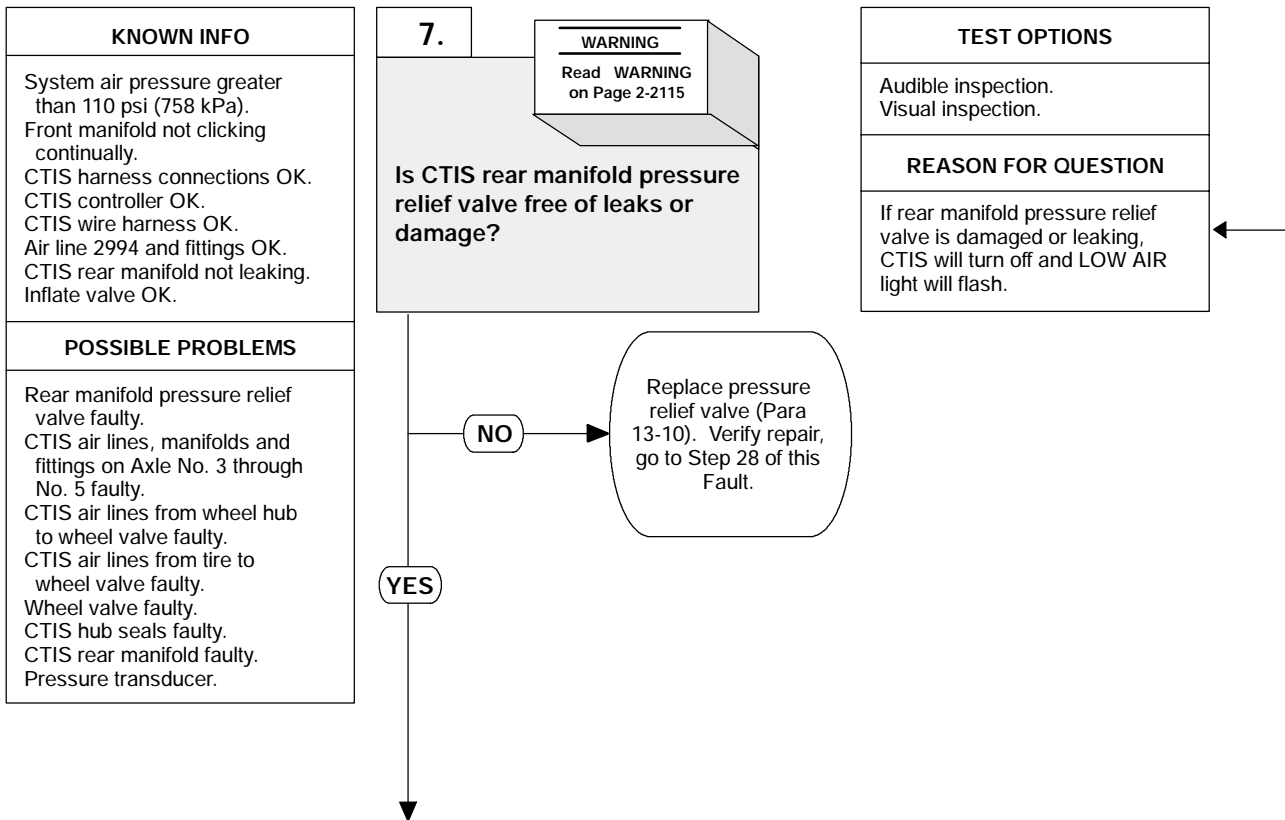 KNOWN INFO
System air pressure greater
than 110 psi (758 kPa).
Front manifold not clicking
continually.
CTIS harness connections OK.
CTIS controller OK.
CTIS wire harness OK.
Air line 2994 and fittings OK.
CTIS rear manifold not leaking.
Inflate valve OK.
POSSIBLE PROBLEMS
Rear manifold pressure relief
valve faulty.
CTIS air lines, manifolds and
fittings on Axle No. 3 through
No. 5 faulty.
CTIS air lines from wheel hub
to wheel valve faulty.
CTIS air lines from tire to
wheel valve faulty.
Wheel valve faulty.
CTIS hub seals faulty.
CTIS rear manifold faulty.
Pressure transducer.
7.
WARNING
Read WARNING
on Page 2-2115
Is CTIS rear manifold pressure
relief valve free of leaks or
damage?
NO
Replace pressure
relief valve (Para
13-10). Verify repair,
go to Step 28 of this
Fault.
YES
TEST OPTIONS
Audible inspection.
Visual inspection.
REASON FOR QUESTION
If rear manifold pressure relief
valve is damaged or leaking,
CTIS will turn off and LOW AIR
light will flash.